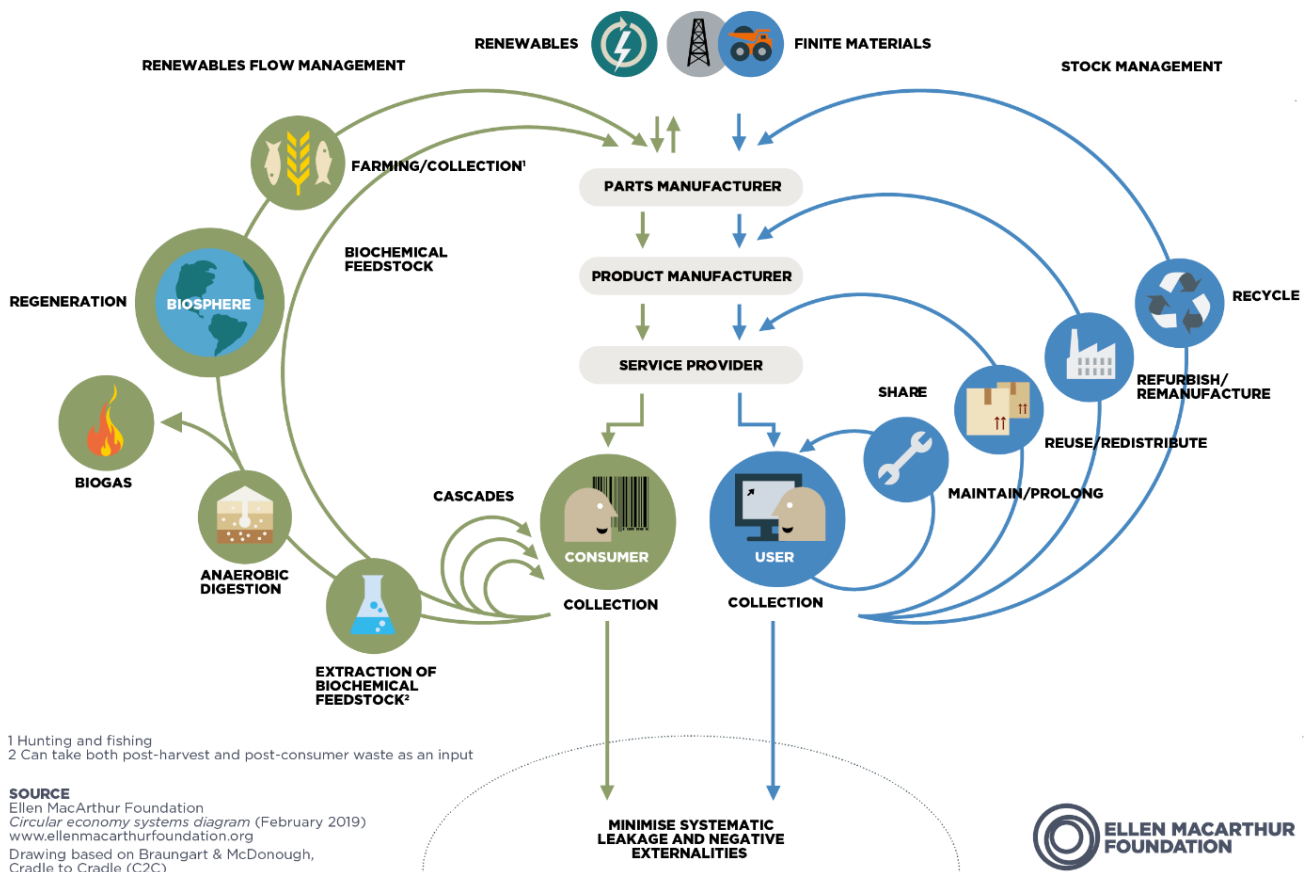 RENEWABLES
FINITE MATERIALS
RENEWABLES FLOW MANAGEMENT
STOCK MANAGEMENT
FARMING/COLLECTION¹
PARTS MANUFACTURER
BIOCHEMICAL
FEEDSTOCK
PRODUCT MANUFACTURER
REGENERATION
BIOSPHERE
RECYCLE
SERVICE PROVIDER
SHARE
REFURBISH/
REMANUFACTURE
REUSE/REDISTRIBUTE
BIOGAS
CASCADES
MAINTAIN/PROLONG
CONSUMER
USER
ANAEROBIC
DIGESTION
COLLECTION
COLLECTION
EXTRACTION OF
BIOCHEMICAL
FEEDSTOCK²
1 Hunting and fishing
2 Can take both post-harvest and post-consumer waste as an input
SOURCE
Ellen MacArthur Foundation
Circular economy systems diagram (February 2019)
www.ellenmacarthurfoundation.org
Drawing based on Braungart & McDonough,
Cradle to Cradle (C2C)
MINIMISE SYSTEMATIC
LEAKAGE AND NEGATIVE
EXTERNALITIES
ELLEN MACARTHUR
FOUNDATION